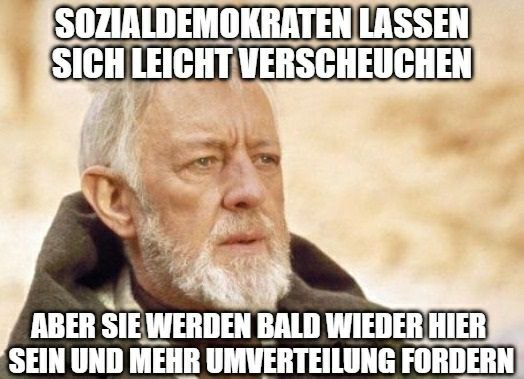 SOZIALDEMOKRATEN LASSEN
SICH LEICHT VERSCHEUCHEN
ABER SIE WERDEN BALD WIEDER HIER
SEIN UND MEHR UMVERTEILUNG FORDERN